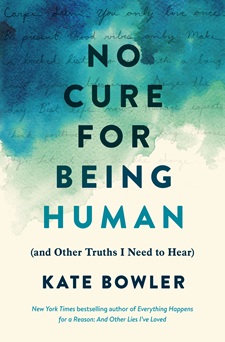 Carpe Diem. You only live once
NO
CURE
FOR
BEING
HUMAN
(and Other Truths I Need to Hear)
KATE BOWLER
New York Times bestselling author of Everything Happens
for a Reason: And Other Lies I've Loved